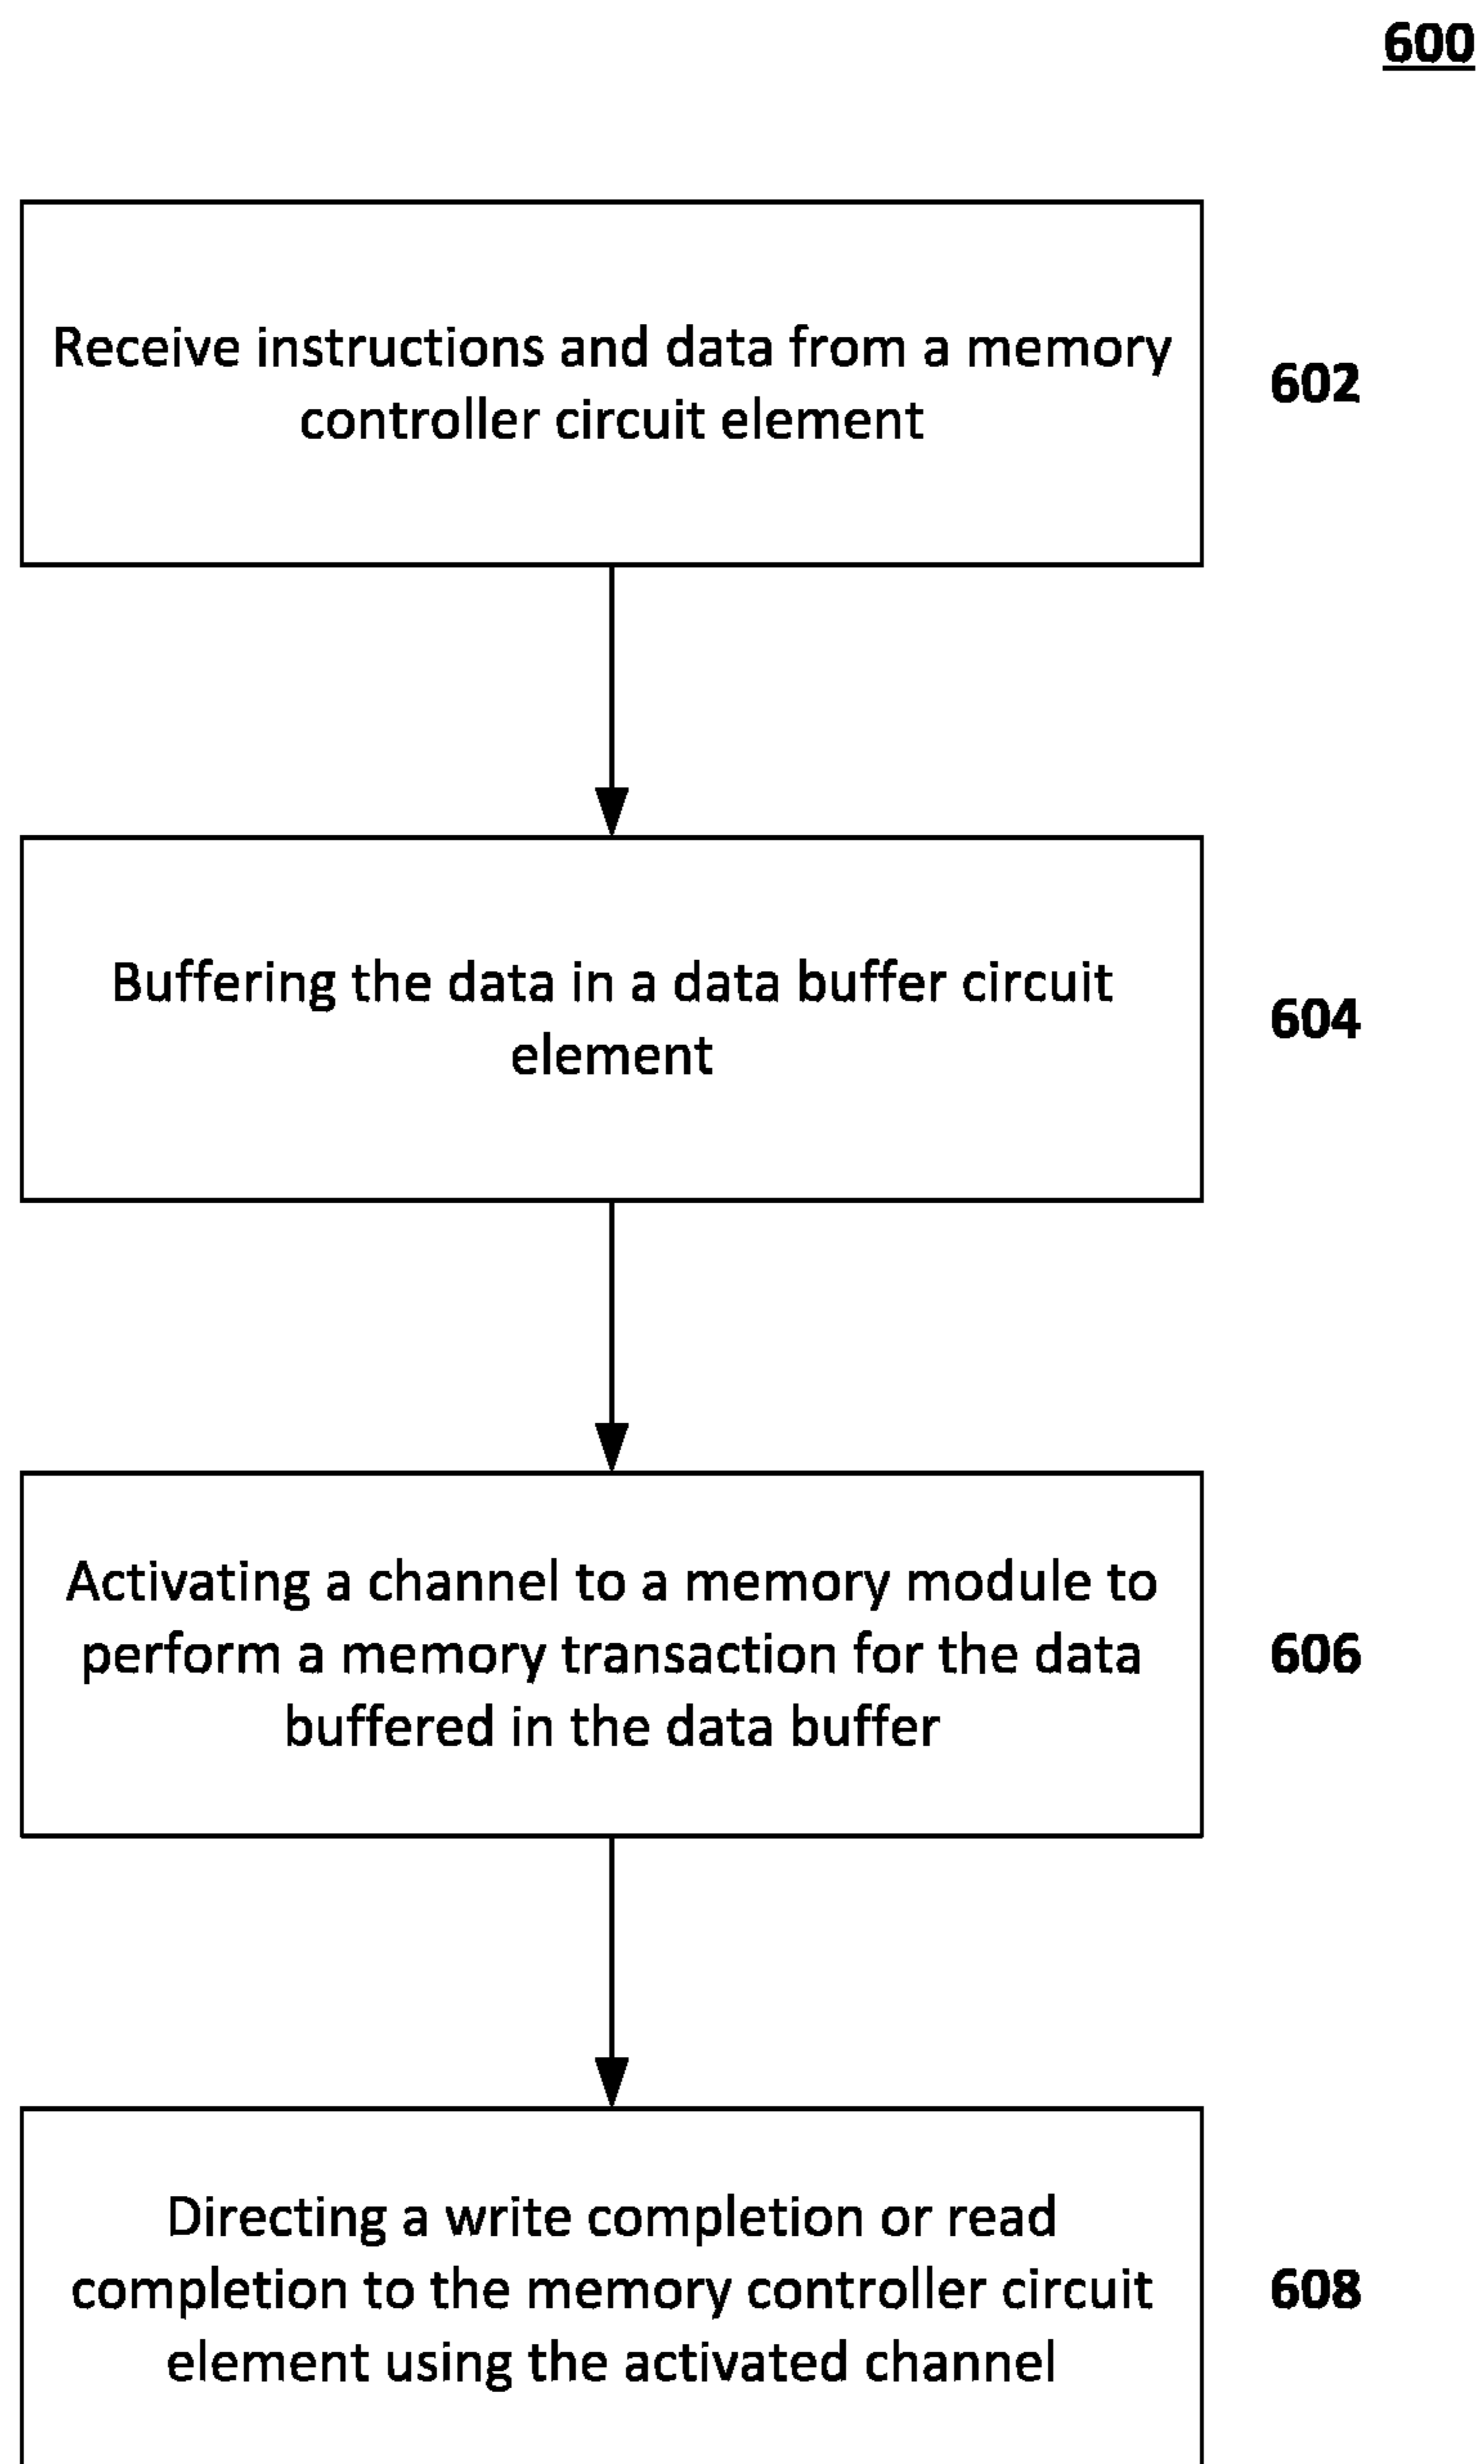 600
Receive instructions and data from a memory
controller circuit element
602
Buffering the data in a data buffer circuit
element
604
Activating a channel to a memory module to
perform a memory transaction for the data
buffered in the data buffer
606
Directing a write completion or read
completion to the memory controller circuit
element using the activated channel
608